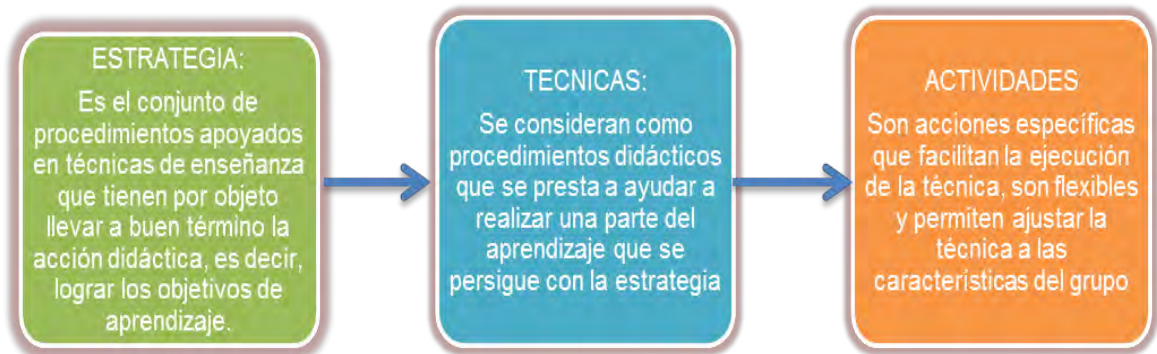 ESTRATEGIA:
Es el conjunto de
procedimientos apoyados
en técnicas de enseñanza
que tienen por objeto
llevar a buen término la
acción didáctica, es decir,
lograr los objetivos de
aprendizaje.
TECNICAS:
Se consideran como
procedimientos didácticos
que se presta a ayudar a
realizar una parte del
aprendizaje que se
persigue con la estrategia
ACTIVIDADES
Son acciones específicas
que facilitan la ejecución
de la técnica, son flexibles
y permiten ajustar la
técnica a las
características del grupo